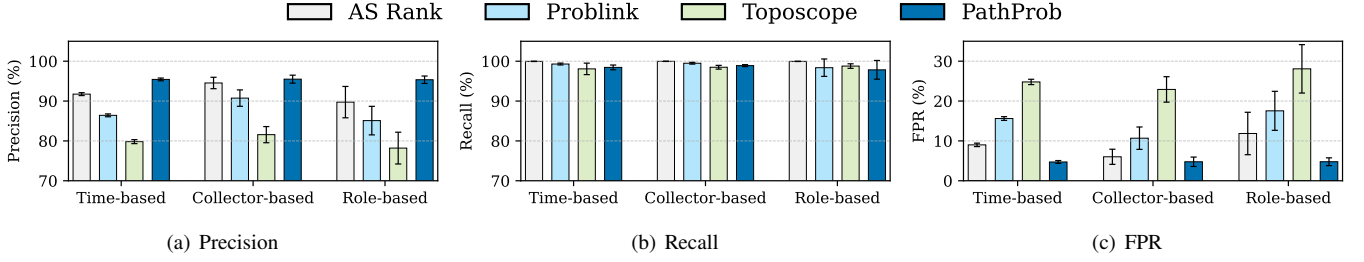 AS Rank Problink Toposcope PathProb
Precision (%)
100
90
80
70
Time-based Collector-based Role-based
(a) Precision
Recall (%)
100
90
80
70
Time-based Collector-based Role-based
(b) Recall
FPR (%)
30
20
10
0
Time-based Collector-based Role-based
(c) FPR